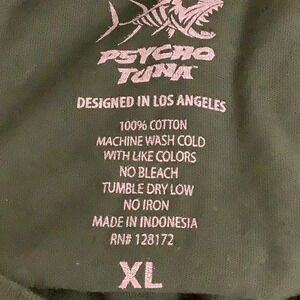 PSYCHO
TUNA
DESIGNED IN LOS ANGELES
100% COTTON
MACHINE WASH COLD
WITH LIKE COLORS
NO BLEACH
TUMBLE DRY LOW
NO IRON
MADE IN INDONESIA
RN# 128172
XL